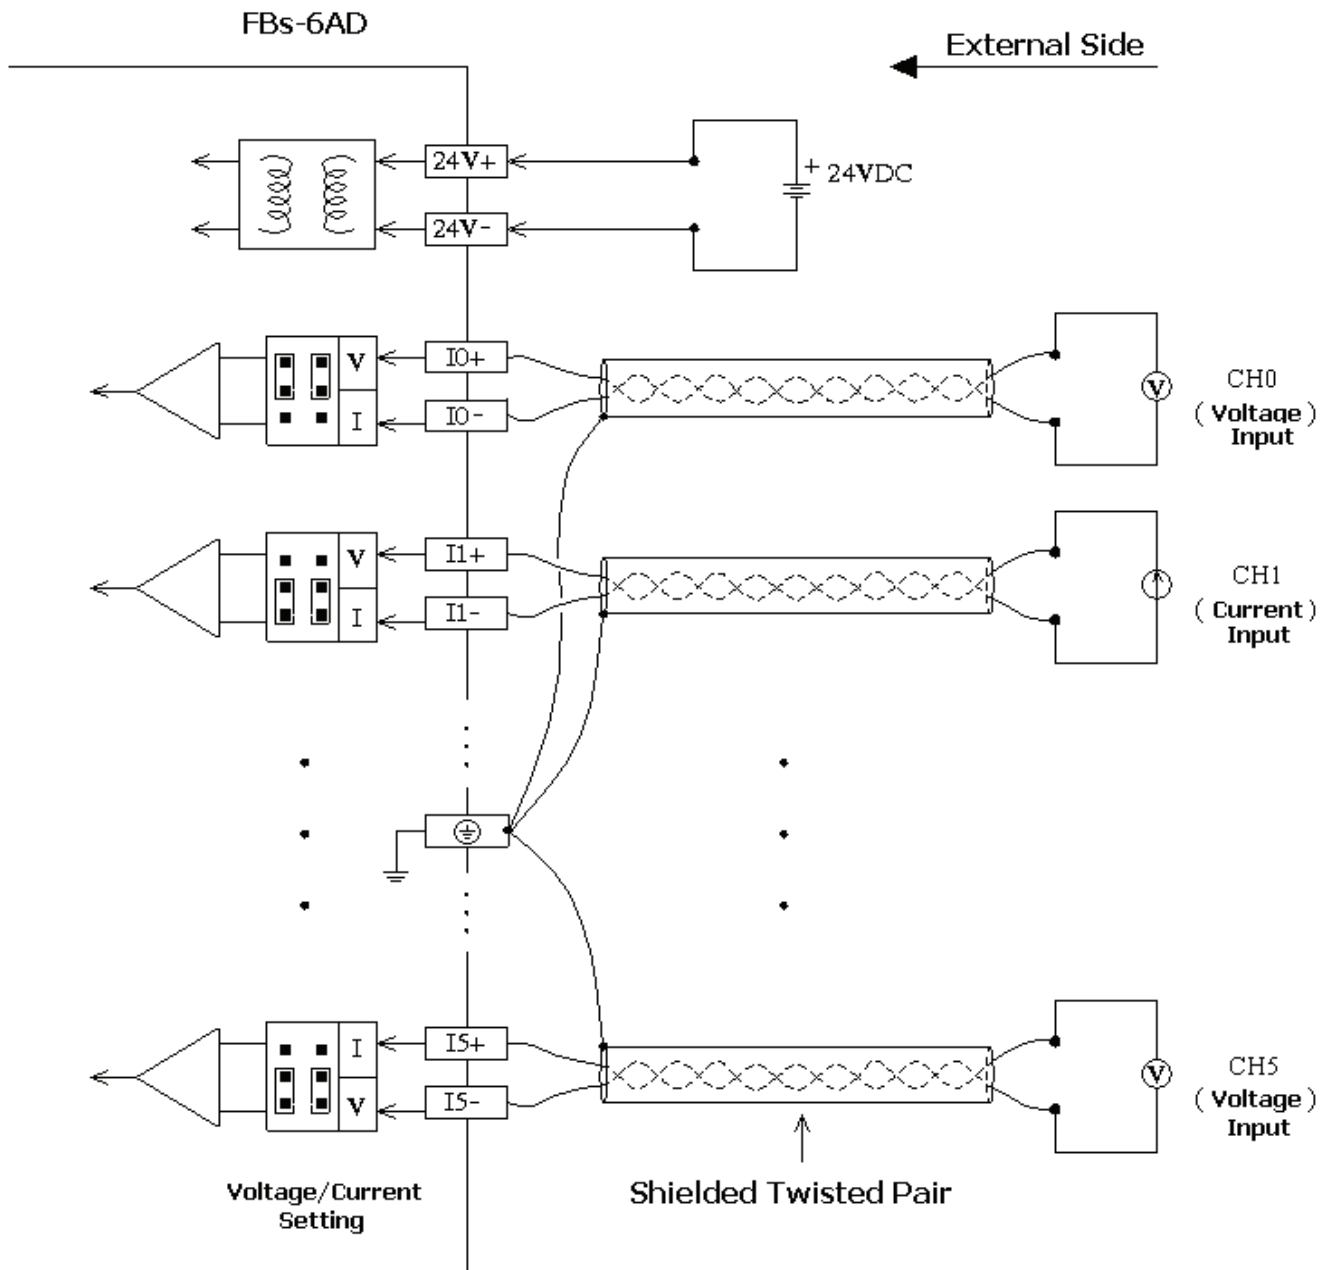 FBs-6AD
External Side
24V+
24V-
+ 24VDC
V
I
I0+
I0-
V
CH0
( Voltage )
Input
V
I
I1+
I1-
CH1
( Current )
Input
I
V
I5+
I5-
V
CH5
( Voltage )
Input
Voltage/Current
Setting
Shielded Twisted Pair